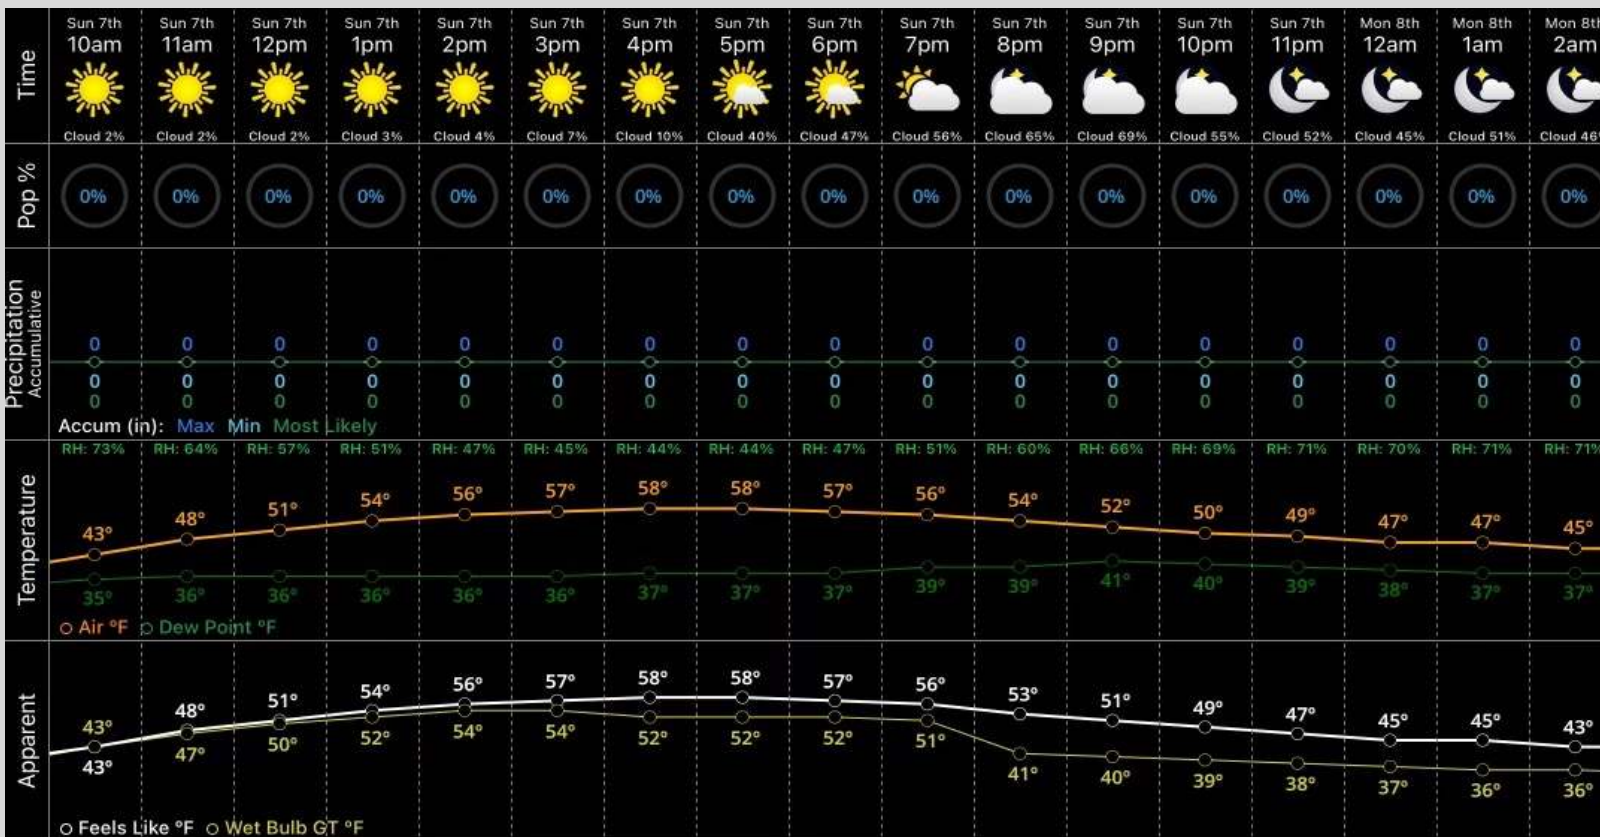 Time
Sun 7th Sun 7th Sun 7th Sun 7th Sun 7th Sun 7th Sun 7th Sun 7th Sun 7th Sun 7th Sun 7th Sun 7th Sun 7th Sun 7th Mon 8th Mon 8th Mon 8th
10am 11am 12pm 1pm 2pm 3pm 4pm 5pm 6pm 7pm 8pm 9pm 10pm 11pm 12am 1am 2am
Cloud 2% Cloud 2% Cloud 2% Cloud 3% Cloud 4% Cloud 7% Cloud 10% Cloud 40% Cloud 47% Cloud 56% Cloud 65% Cloud 69% Cloud 55% Cloud 52% Cloud 45% Cloud 51% Cloud 46%
Pop %
0% 0% 0% 0% 0% 0% 0% 0% 0% 0% 0% 0% 0% 0% 0% 0% 0%
Precipitation
Accumulative
0 0 0 0 0 0 0 0 0 0 0 0 0 0 0 0 0
0 0 0 0 0 0 0 0 0 0 0 0 0 0 0 0 0
0 0 0 0 0 0 0 0 0 0 0 0 0 0 0 0 0
Accum (in): Max Min Most Likely
Temperature
RH: 73% RH: 64% RH: 57% RH: 51% RH: 47% RH: 45% RH: 44% RH: 44% RH: 47% RH: 51% RH: 60% RH: 66% RH: 69% RH: 71% RH: 70% RH: 71% RH: 71%
43° 48° 51° 54° 56° 57° 58° 58° 57° 56° 54° 52° 50° 49° 47° 47° 45°
35° 36° 36° 36° 36° 36° 37° 37° 37° 39° 39° 41° 40° 39° 38° 37° 37°
Air °F Dew Point °F
Apparent
43° 48° 51° 54° 56° 57° 58° 58° 57° 56° 53° 51° 49° 47° 45° 45° 43°
43° 47° 50° 52° 54° 54° 52° 52° 52° 51° 41° 40° 39° 38° 37° 36° 36°
Feels Like °F Wet Bulb GT °F